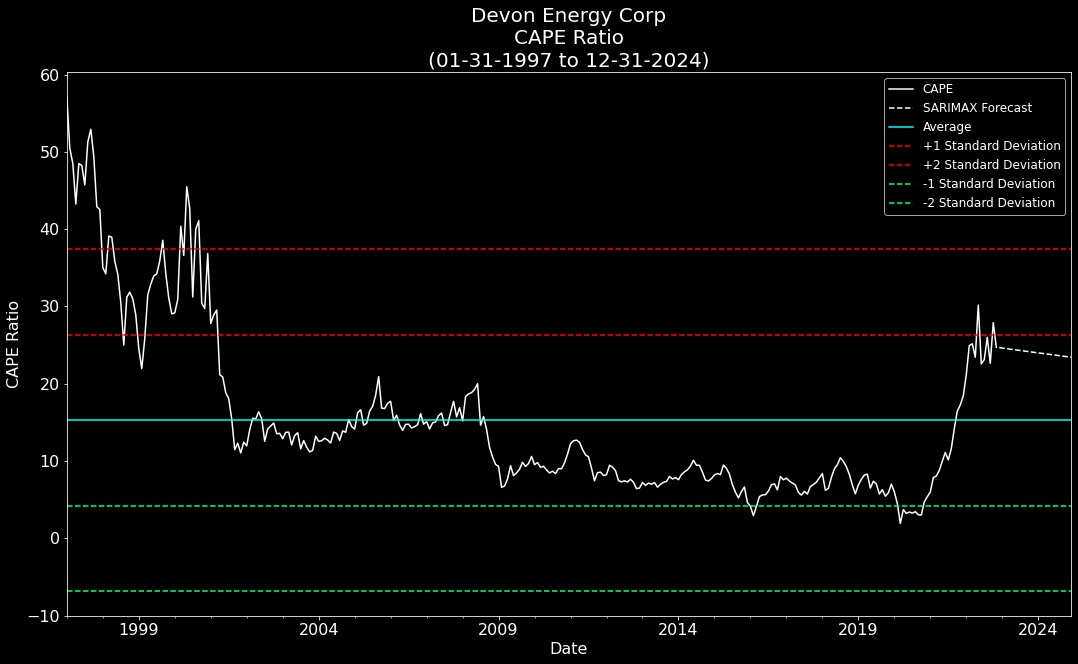 Devon Energy Corp
CAPE Ratio
(01-31-1997 to 12-31-2024)
CAPE
SARIMAX Forecast
Average
+1 Standard Deviation
+2 Standard Deviation
-1 Standard Deviation
-2 Standard Deviation
CAPE Ratio
60
50
40
30
20
10
0
−10
1999
2004
2009
2014
2019
2024
Date